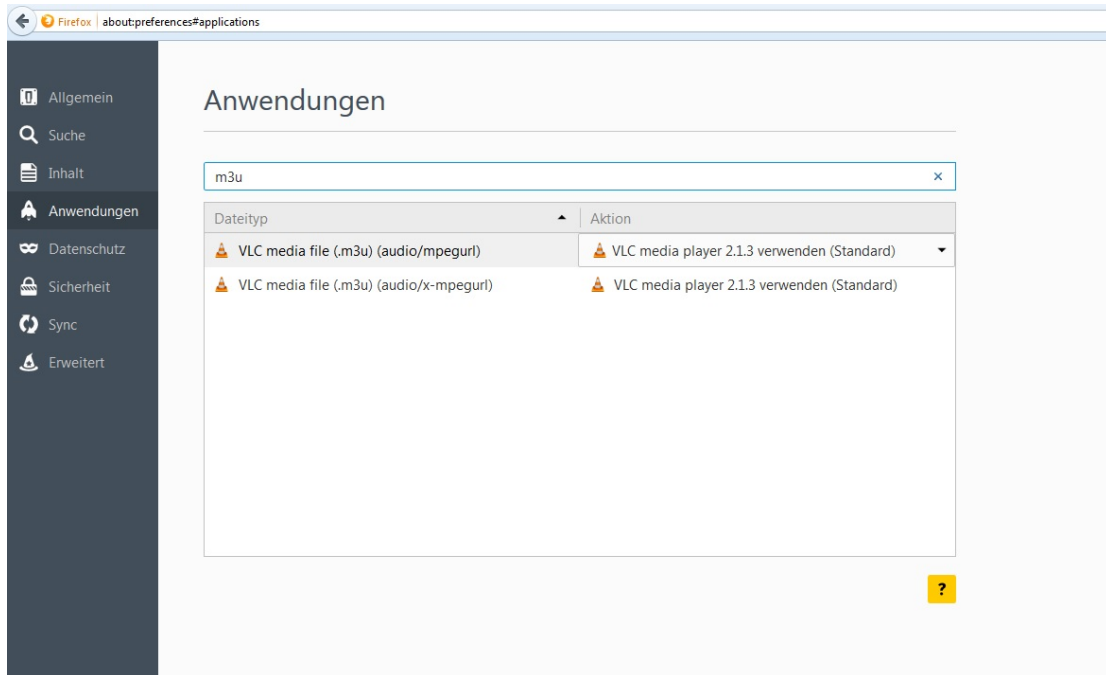 Firefox about:preferences#applications
Allgemein
Suche
Inhalt
Anwendungen
Datenschutz
Sicherheit
Sync
Erweitert
Anwendungen
m3u ×
Dateityp Aktion
VLC media file (.m3u) (audio/mpegurl) VLC media player 2.1.3 verwenden (Standard)
VLC media file (.m3u) (audio/x-mpegurl) VLC media player 2.1.3 verwenden (Standard)
?